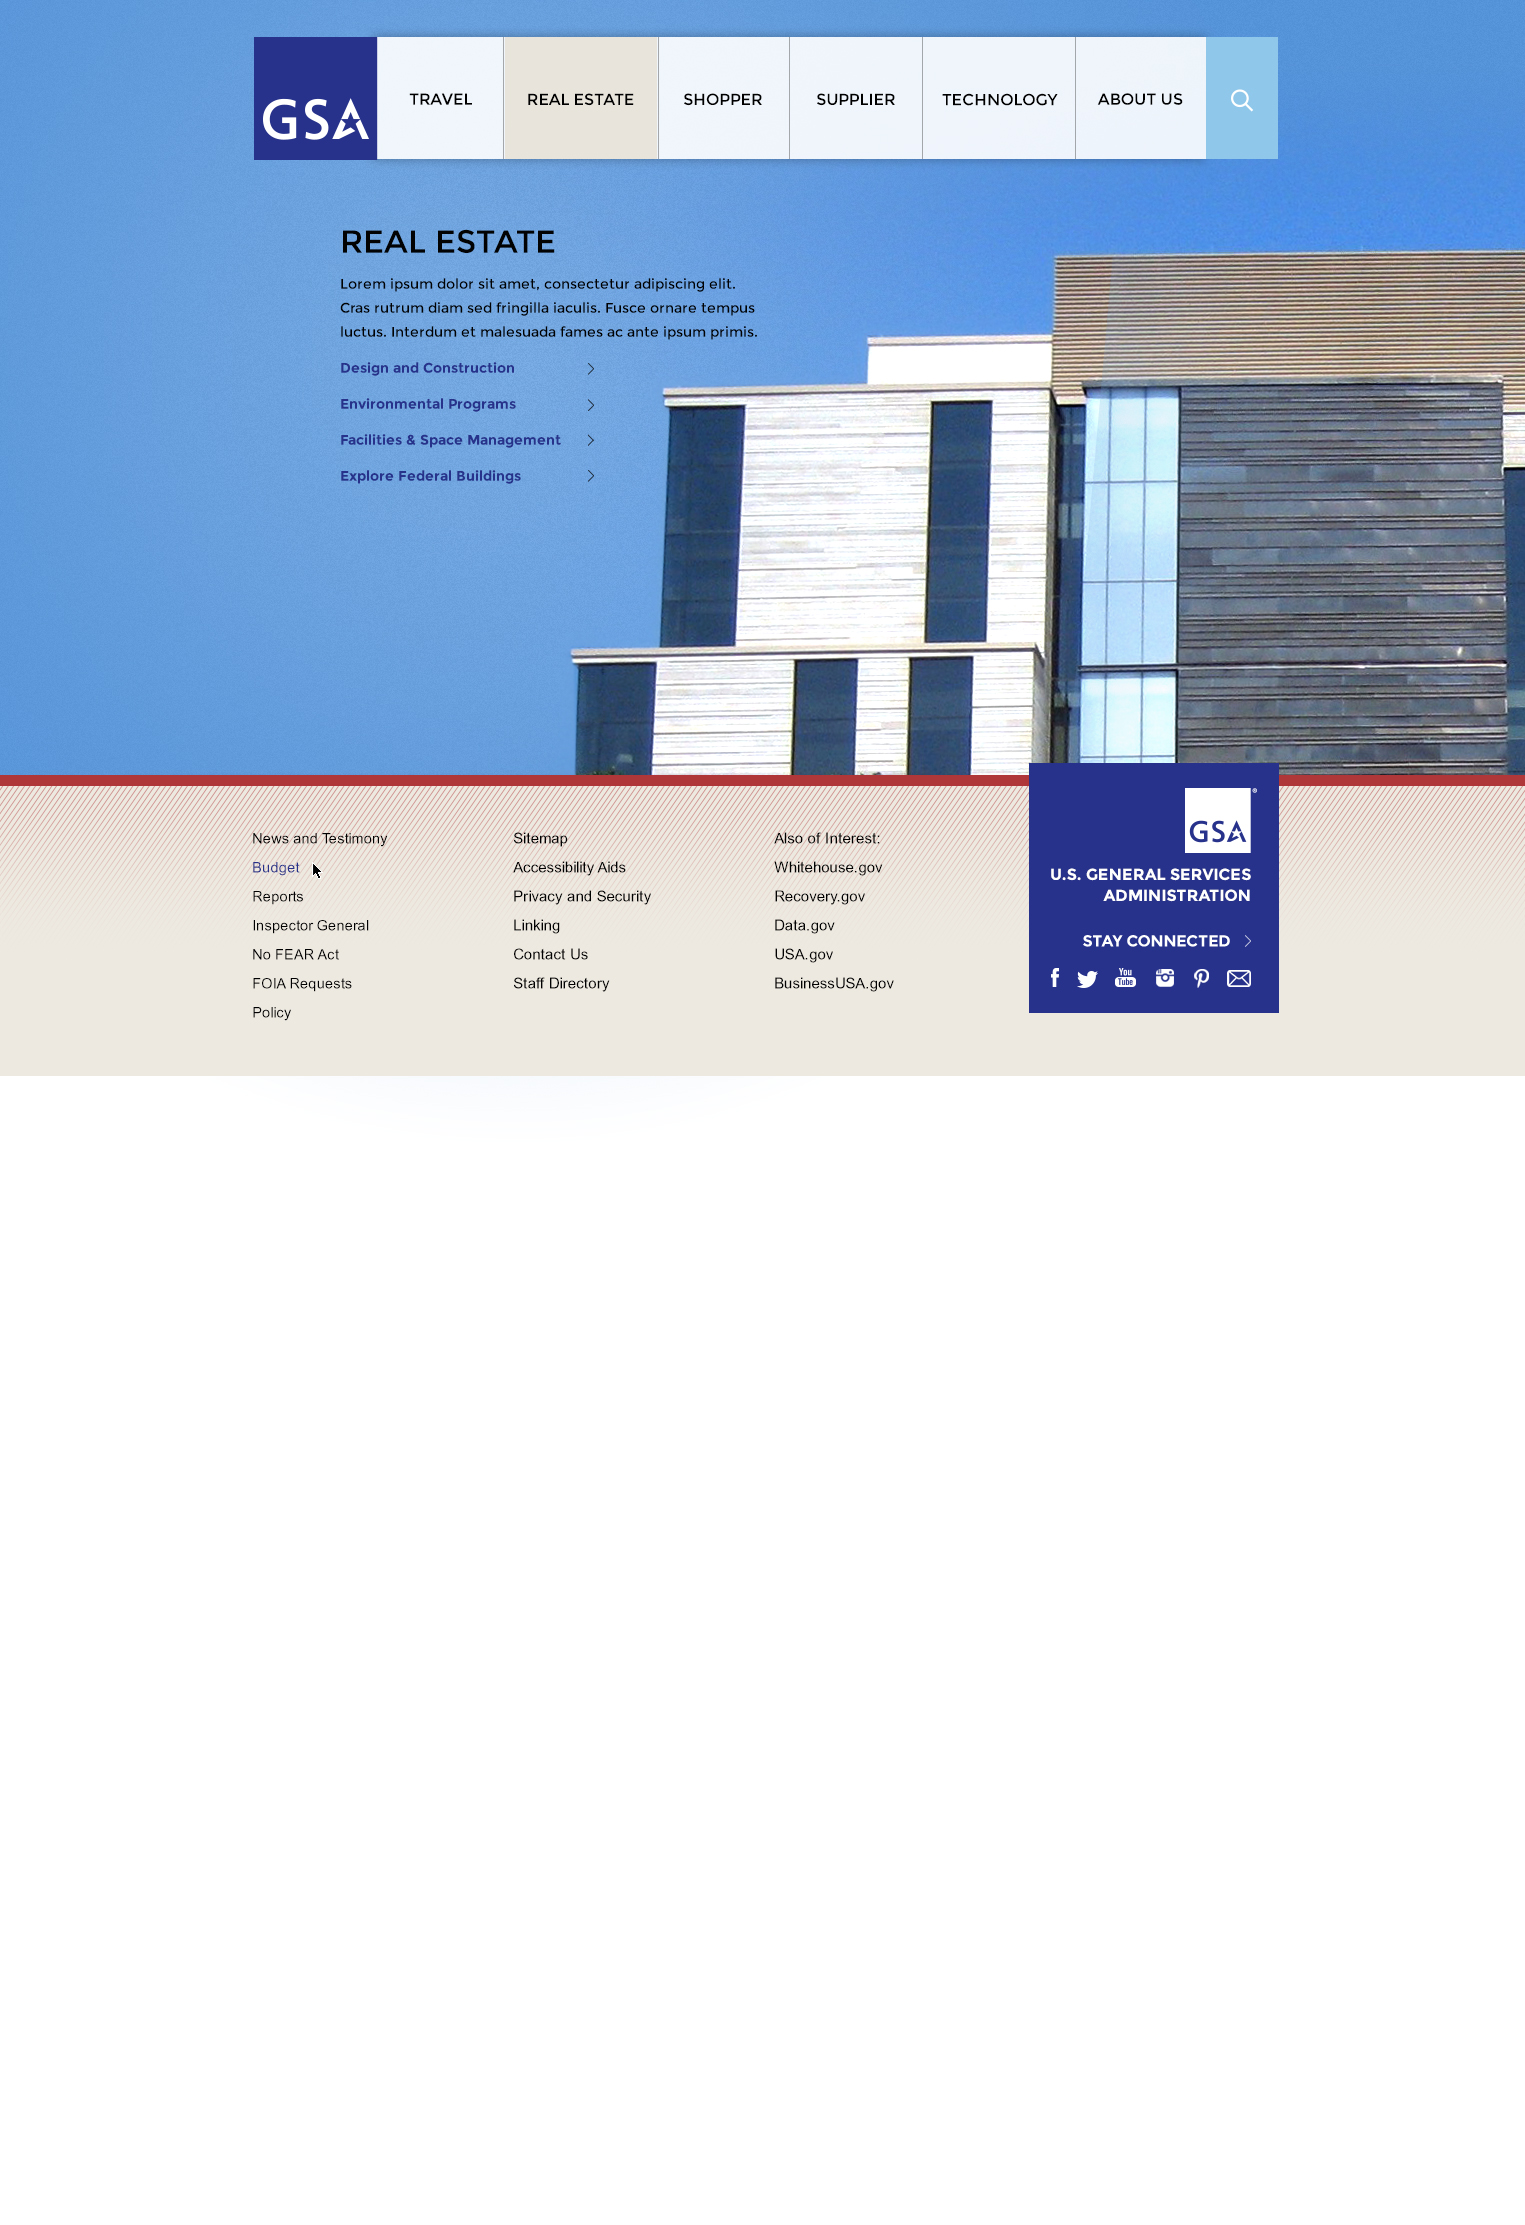 GSA
TRAVEL
REAL ESTATE
SHOPPER
SUPPLIER
TECHNOLOGY
ABOUT US
REAL ESTATE
Lorem ipsum dolor sit amet, consectetur adipiscing elit.
Cras rutrum diam sed fringilla iaculis. Fusce ornare tempus
luctus. Interdum et malesuada fames ac ante ipsum primis.
Design and Construction
Environmental Programs
Facilities & Space Management
Explore Federal Buildings
News and Testimony
Budget
Reports
Inspector General
No FEAR Act
FOIA Requests
Policy
Sitemap
Accessibility Aids
Privacy and Security
Linking
Contact Us
Staff Directory
Also of Interest:
Whitehouse.gov
Recovery.gov
Data.gov
USA.gov
BusinessUSA.gov
GSA®
U.S. GENERAL SERVICES
ADMINISTRATION
STAY CONNECTED
f
You
Tube